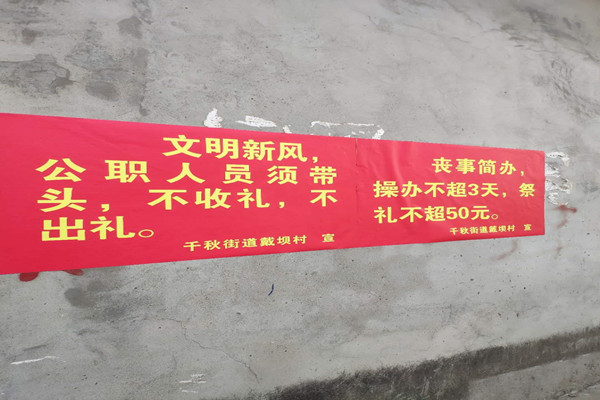 文明新风，
公职人员须带
头，不收礼，不
出礼。
千秋街道戴坝村 宣
丧事简办，
操办不超3天，祭
礼不超50元。
千秋街道戴坝村 宣